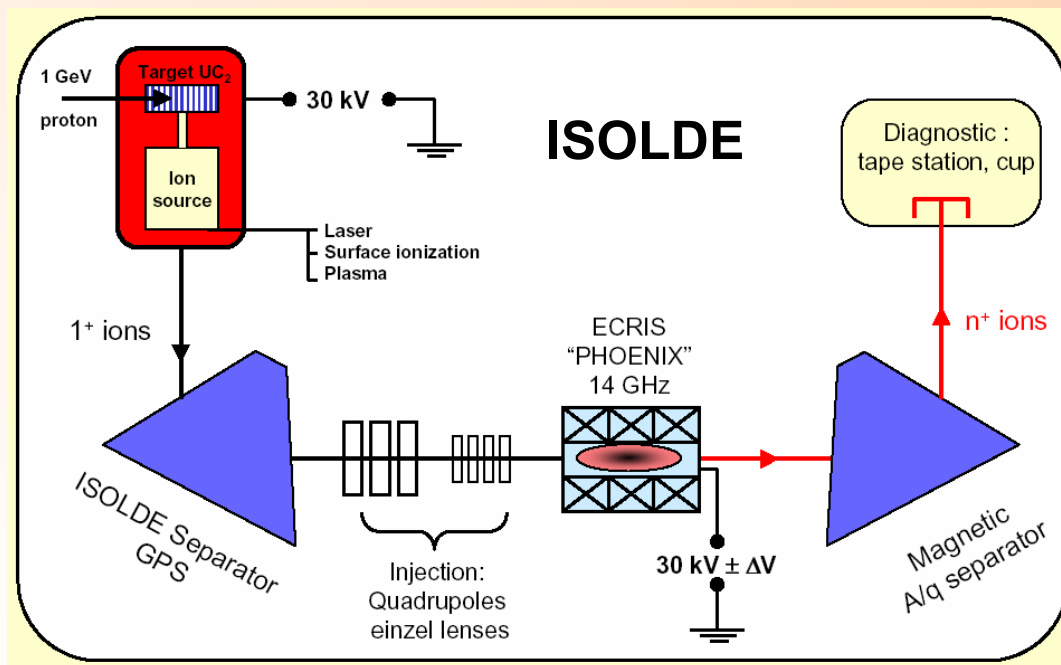 1 GeV
proton
Target UC₂
30 kV
Ion
source
Laser
Surface ionization
Plasma
ISOLDE
Diagnostic :
tape station, cup
1⁺ ions
n⁺ ions
ECRIS
“PHOENIX”
14 GHz
ISOLDE Separator
GPS
Injection:
Quadrupoles
einzel lenses
30 kV ± ΔV
Magnetic
A/q separator